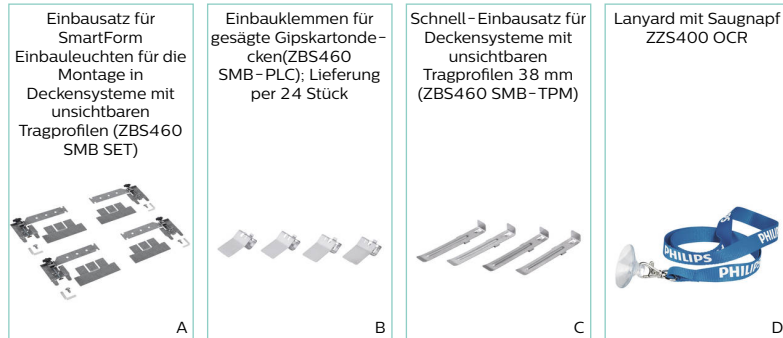 Einbausatz für
SmartForm
Einbauleuchten für die
Montage in
Deckensysteme mit
unsichtbaren
Tragprofilen (ZBS460
SMB SET)
A
Einbauklemmen für
gesägte Gipskartonde-
cken(ZBS460
SMB-PLC); Lieferung
per 24 Stück
B
Schnell-Einbausatz für
Deckensysteme mit
unsichtbaren
Tragprofilen 38 mm
(ZBS460 SMB-TPM)
C
Lanyard mit Saugnapf
ZZS400 OCR
PHILIPS
PHILIPS
D